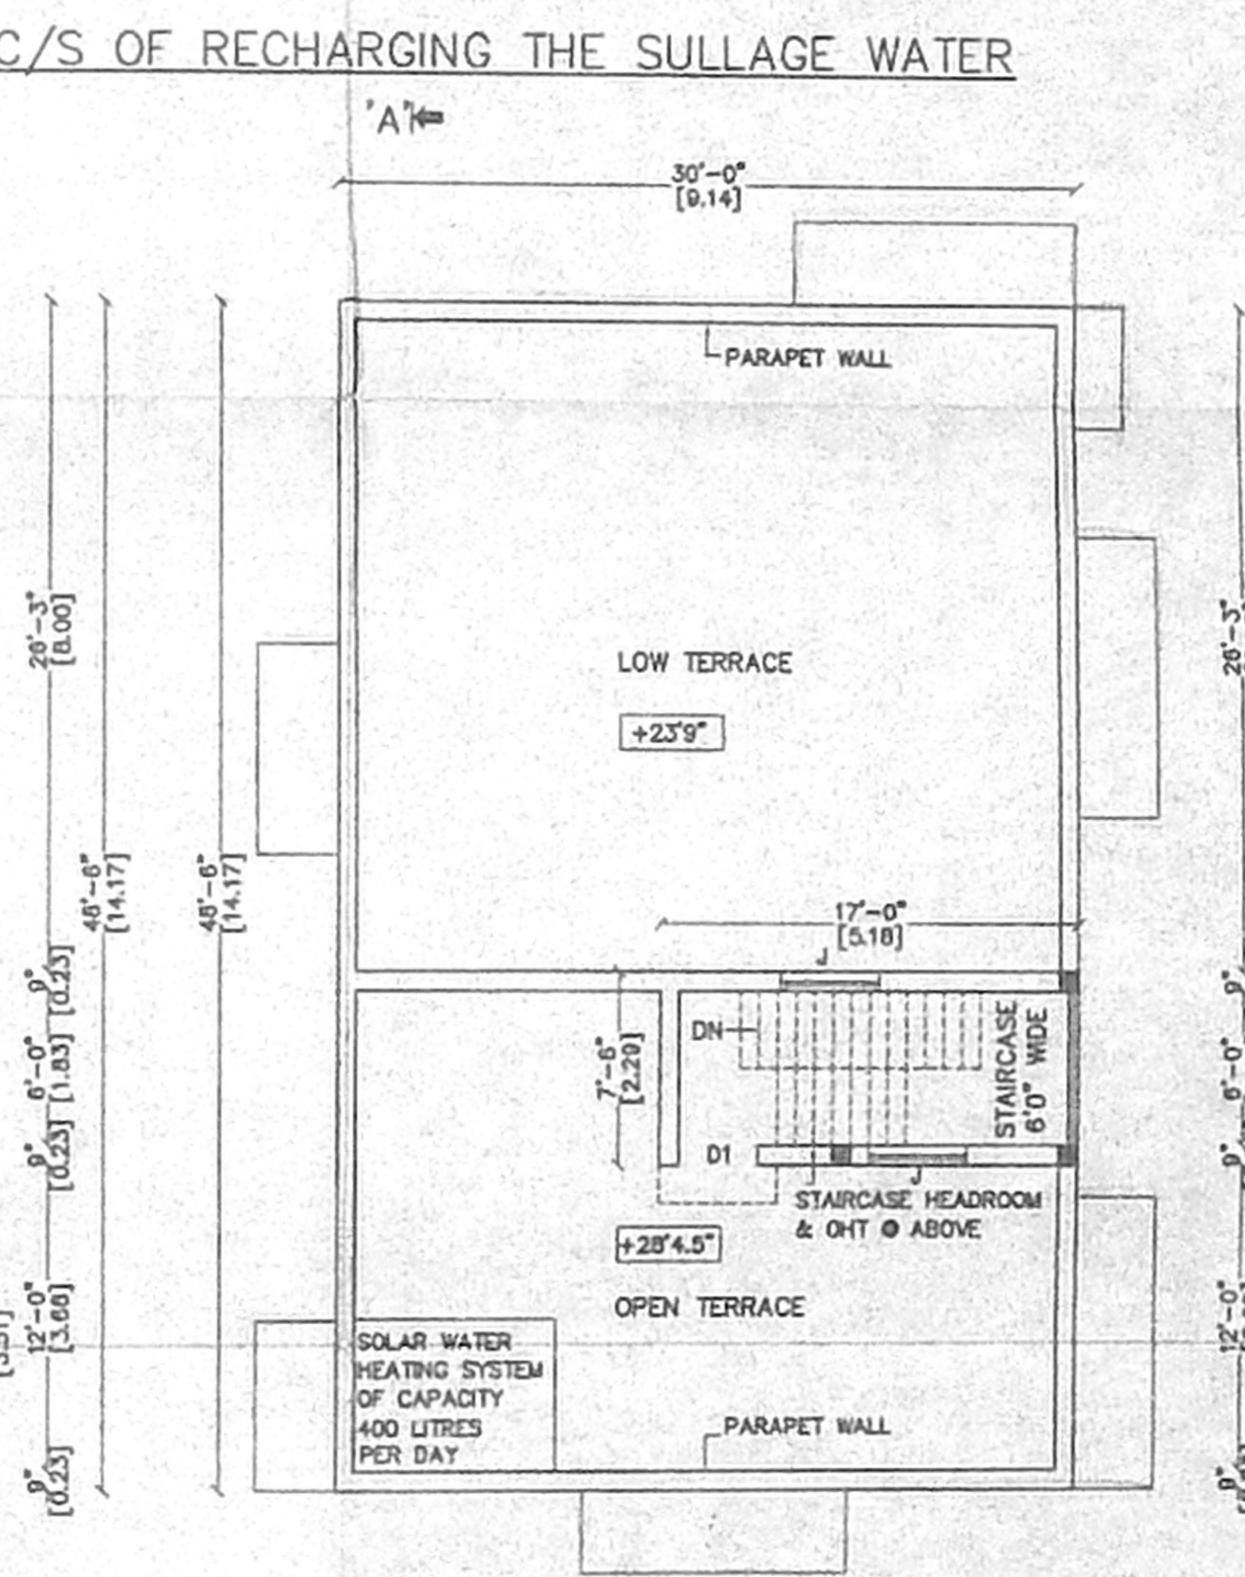 C/S OF RECHARGING THE SULLAGE WATER
'A'
30'-0"
[9.14]
PARAPET WALL
26'-3"
[8.00]
26'-3"
LOW TERRACE
+23'9"
46'-6"
[14.17]
46'-6"
[14.17]
17'-0"
[5.18]
9"
[0.23]
9"
DN
STAIRCASE
6'0" WIDE
7'-6"
[2.29]
6'-0"
[1.83]
6'-0"
D1
9"
[0.23]
9"
STAIRCASE HEADROOM
& OHT @ ABOVE
+28'4.5"
OPEN TERRACE
12'-0"
[3.66]
12'-0"
SOLAR WATER
HEATING SYSTEM
OF CAPACITY
400 LITRES
PER DAY
PARAPET WALL
9"
[0.23]
9"